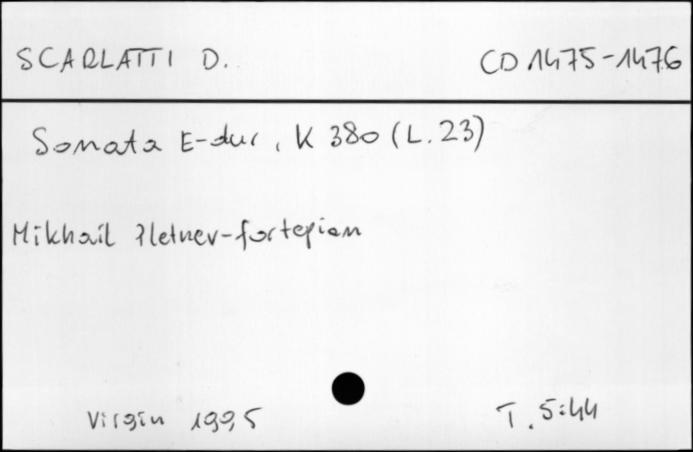 SCARLATTI D. CD 1475-1476
Sonata E-dur, K 380 (L. 23)
Mikhail Pletnev-fortepian
Virgin 1995 T. 5:44